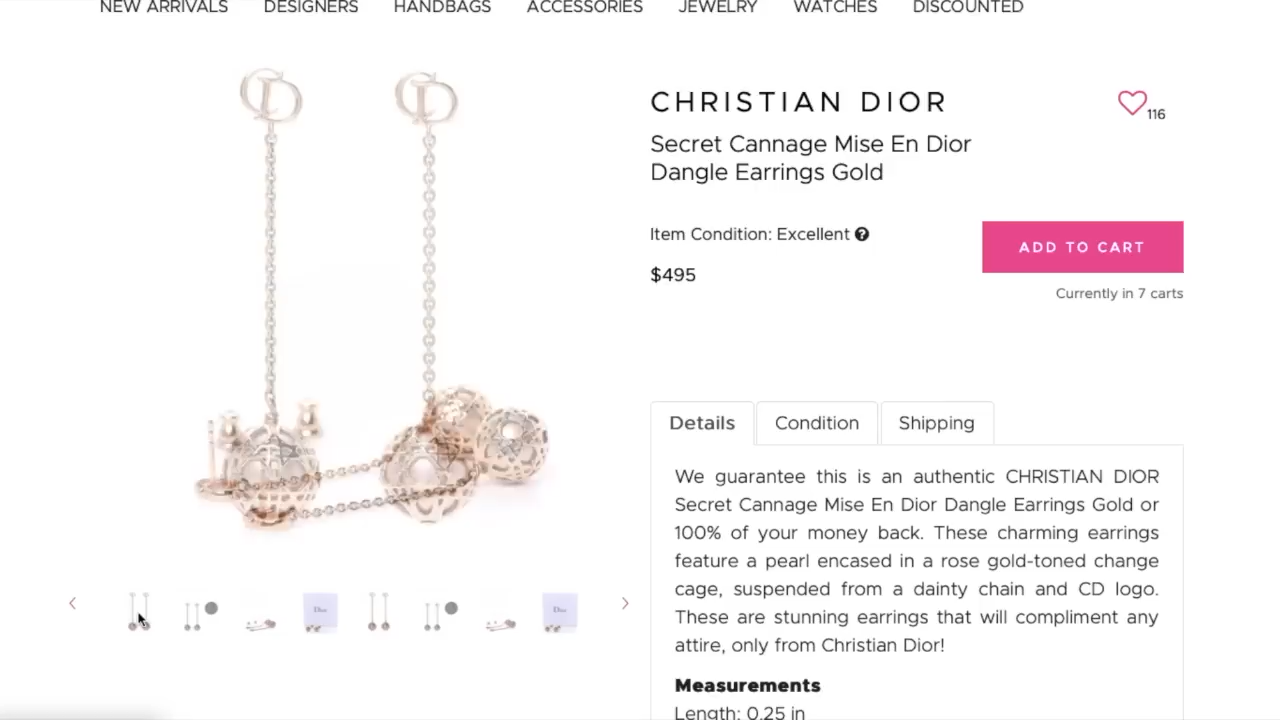 NEW ARRIVALS DESIGNERS HANDBAGS ACCESSORIES JEWELRY WATCHES DISCOUNTED
CD CD
CHRISTIAN DIOR
116
Secret Cannage Mise En Dior
Dangle Earrings Gold
Item Condition: Excellent ?
ADD TO CART
$495
Currently in 7 carts
Details Condition Shipping
We guarantee this is an authentic CHRISTIAN DIOR
Secret Cannage Mise En Dior Dangle Earrings Gold or
100% of your money back. These charming earrings
feature a pearl encased in a rose gold-toned change
cage, suspended from a dainty chain and CD logo.
These are stunning earrings that will compliment any
attire, only from Christian Dior!
Dior Dior
Measurements
Length: 0.25 in